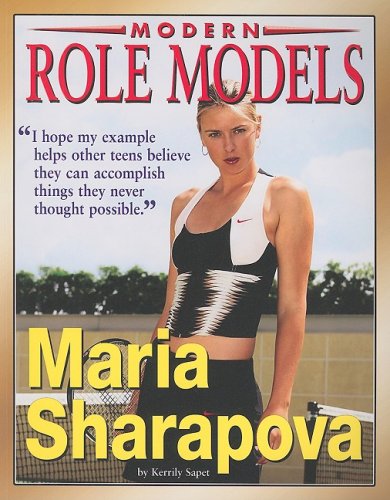 MODERN
ROLE MODELS
“I hope my example
helps other teens believe
they can accomplish
things they never
thought possible.”
Maria
Sharapova
by Kerrily Sapet